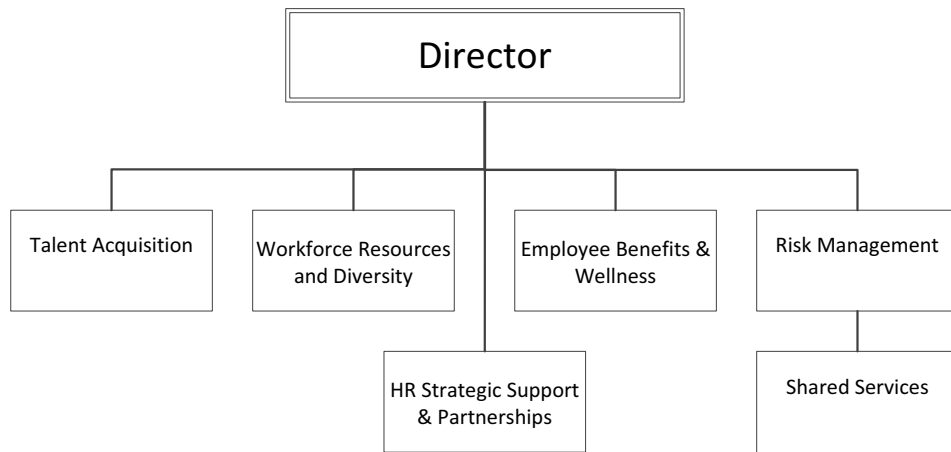 Director
Talent Acquisition
Workforce Resources
and Diversity
Employee Benefits &
Wellness
Risk Management
HR Strategic Support
& Partnerships
Shared Services